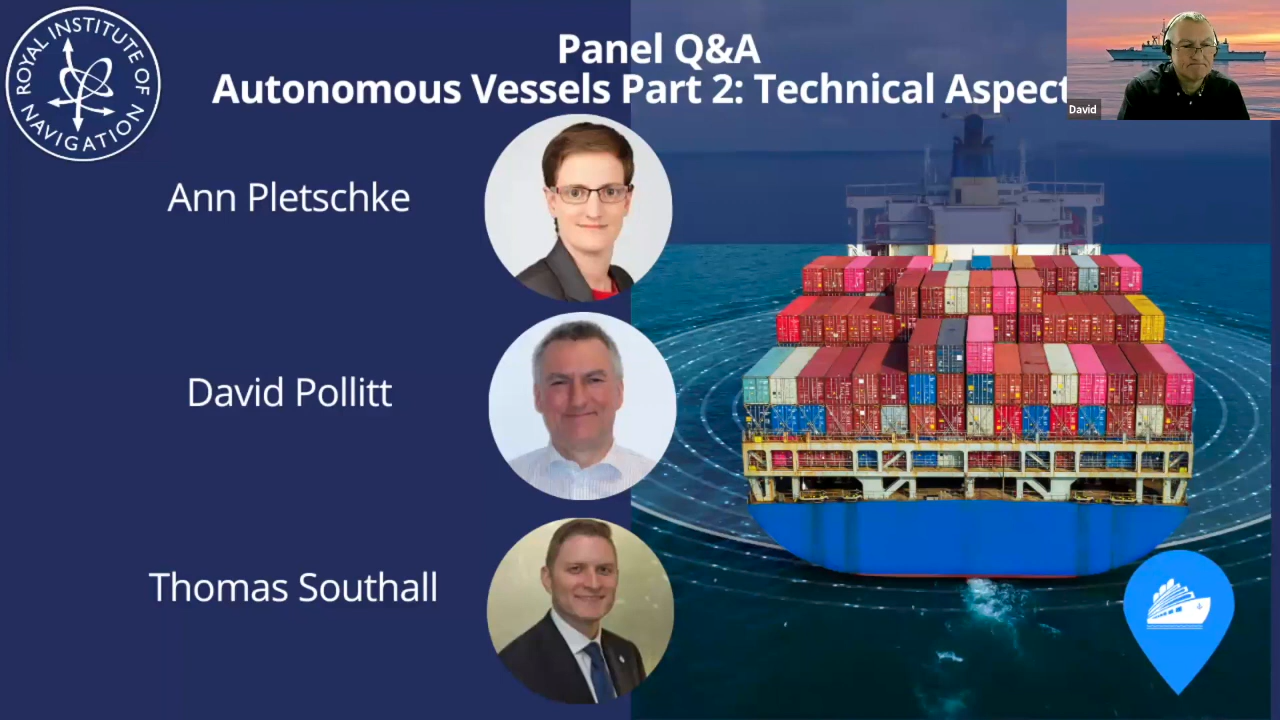 ROYAL INSTITUTE OF NAVIGATION
Panel Q&A
Autonomous Vessels Part 2: Technical Aspect
David
Ann Pletschke
David Pollitt
Thomas Southall